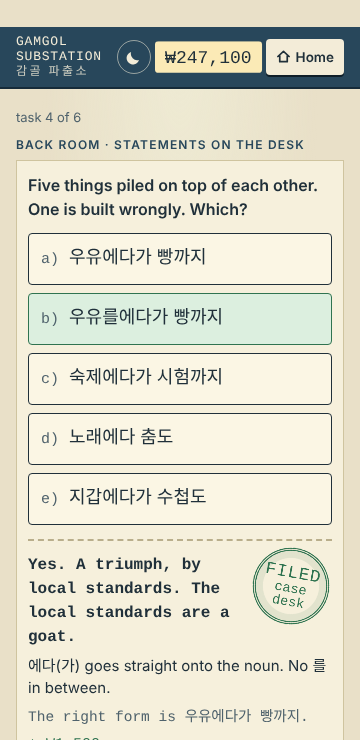 GAMGOL
SUBSTATION
감골 파출소
₩247,100
Home
task 4 of 6
BACK ROOM · STATEMENTS ON THE DESK
Five things piled on top of each other.
One is built wrongly. Which?
a) 우유에다가 빵까지
b) 우유를에다가 빵까지
c) 숙제에다가 시험까지
d) 노래에다 춤도
e) 지갑에다가 수첩도
Yes. A triumph, by
local standards. The
local standards are a
goat.
FILED
case
desk
에다(가) goes straight onto the noun. No 를
in between.
The right form is 우유에다가 빵까지.